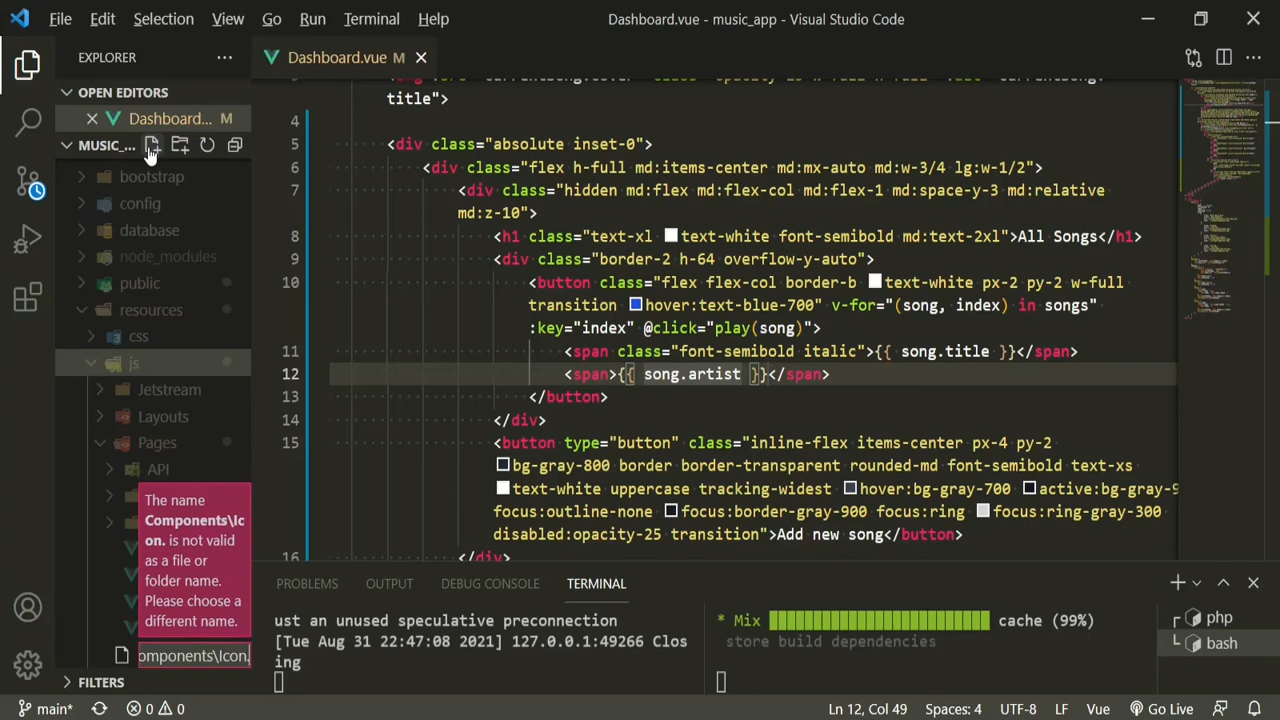 File Edit Selection View Go Run Terminal Help Dashboard.vue - music_app - Visual Studio Code
EXPLORER
Dashboard.vue M
OPEN EDITORS
Dashboard... M
MUSIC_...
bootstrap
config
database
node_modules
public
resources
css
js
Jetstream
Layouts
Pages
API
The name
Components\Ic
on. is not valid
as a file or
folder name.
Please choose a
different name.
omponents\Icon.
FILTERS
title">
4
5 <div class="absolute inset-0">
6 <div class="flex h-full md:items-center md:mx-auto w-3/4 lg:w-1/2">
7 <div class="hidden md:flex md:flex-col md:flex-1 md:space-y-3 md:relative
md:z-10">
8 <h1 class="text-xl text-white font-semibold md:text-2xl">All Songs</h1>
9 <div class="border-2 h-64 overflow-y-auto">
10 <button class="flex flex-col border-b text-white px-2 py-2 w-full
transition hover:text-blue-700" v-for="(song, index) in songs"
:key="index" @click="play(song)">
11 <span class="font-semibold italic">{{ song.title }}</span>
12 <span>{{ song.artist }}</span>
13 </button>
14 </div>
15 <button type="button" class="inline-flex items-center px-4 py-2
bg-gray-800 border border-transparent rounded-md font-semibold text-xs
text-white uppercase tracking-widest hover:bg-gray-700 active:bg-gray-9
focus:outline-none focus:border-gray-900 focus:ring focus:ring-gray-300
disabled:opacity-25 transition">Add new song</button>
16 </div>
PROBLEMS OUTPUT DEBUG CONSOLE TERMINAL
ust an unused speculative preconnection
[Tue Aug 31 22:47:08 2021] 127.0.0.1:49266 Clos
ing
* Mix cache (99%)
store build dependencies
php
bash
main* 0 0 Ln 12, Col 49 Spaces: 4 UTF-8 LF Vue Go Live